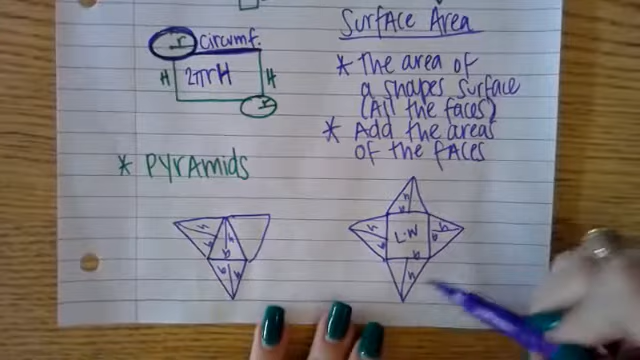 Surface Area
r circumf.
H 2πrH H
r
* The area of
a shapes surface
(All the faces)
* Add the areas
of the faces
* Pyramids
h h
b b
b h
h
b
h b L·W b h
b
h